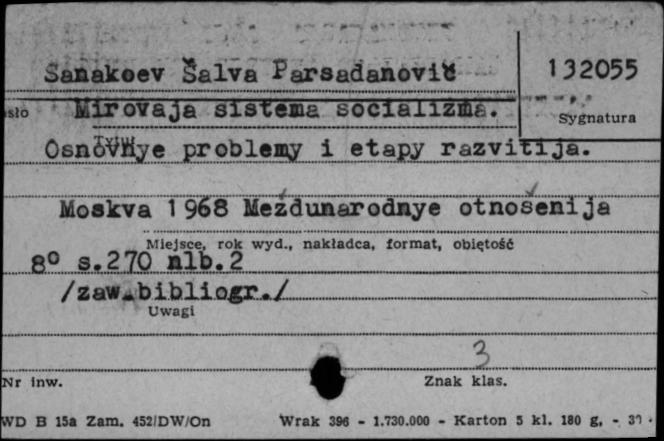 Sanakoev Šalva Parsadanovič
132055
sło Mirovaja sistema socializma.
Sygnatura
Tytuł
Osnovnye problemy i etapy razvitija.
Moskva 1968 Meždunarodnye otnošenija
Miejsce, rok wyd., nakładca, format, objętość
8° s.270 nlb.2
/zaw.bibliogr./
Uwagi
3
Nr inw.
Znak klas.
WD B 15a Zam. 452/DW/On Wrak 396 - 1.730.000 - Karton 5 kl. 180 g. -